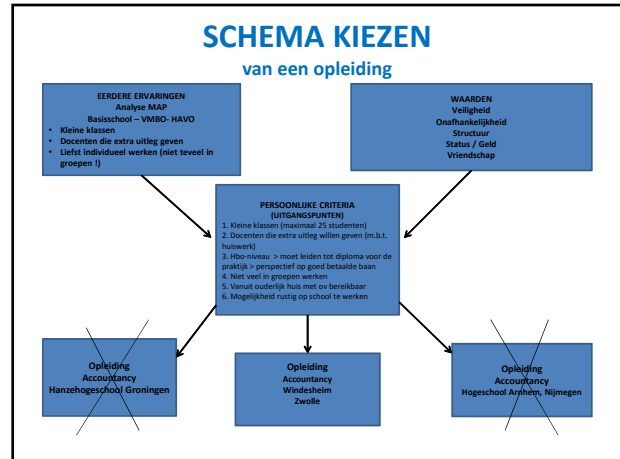 SCHEMA KIEZEN
van een opleiding
EERDERE ERVARINGEN
Analyse MAP
Basisschool – VMBO- HAVO
• Kleine klassen
• Docenten die extra uitleg geven
• Liefst individueel werken (niet teveel in
groepen !)
WAARDEN
Veiligheid
Onafhankelijkheid
Structuur
Status / Geld
Vriendschap
PERSOONLIJKE CRITERIA
(UITGANGSPUNTEN)
1. Kleine klassen (maximaal 25 studenten)
2. Docenten die extra uitleg willen geven (m.b.t.
huiswerk)
3. Hbo-niveau > moet leiden tot diploma voor de
praktijk > perspectief op goed betaalde baan
4. Niet veel in groepen werken
5. Vanuit ouderlijk huis met ov bereikbaar
6. Mogelijkheid rustig op school te werken
Opleiding
Accountancy
Hanzehogeschool Groningen
Opleiding
Accountancy
Windesheim
Zwolle
Opleiding
Accountancy
Hogeschool Arnhem, Nijmegen